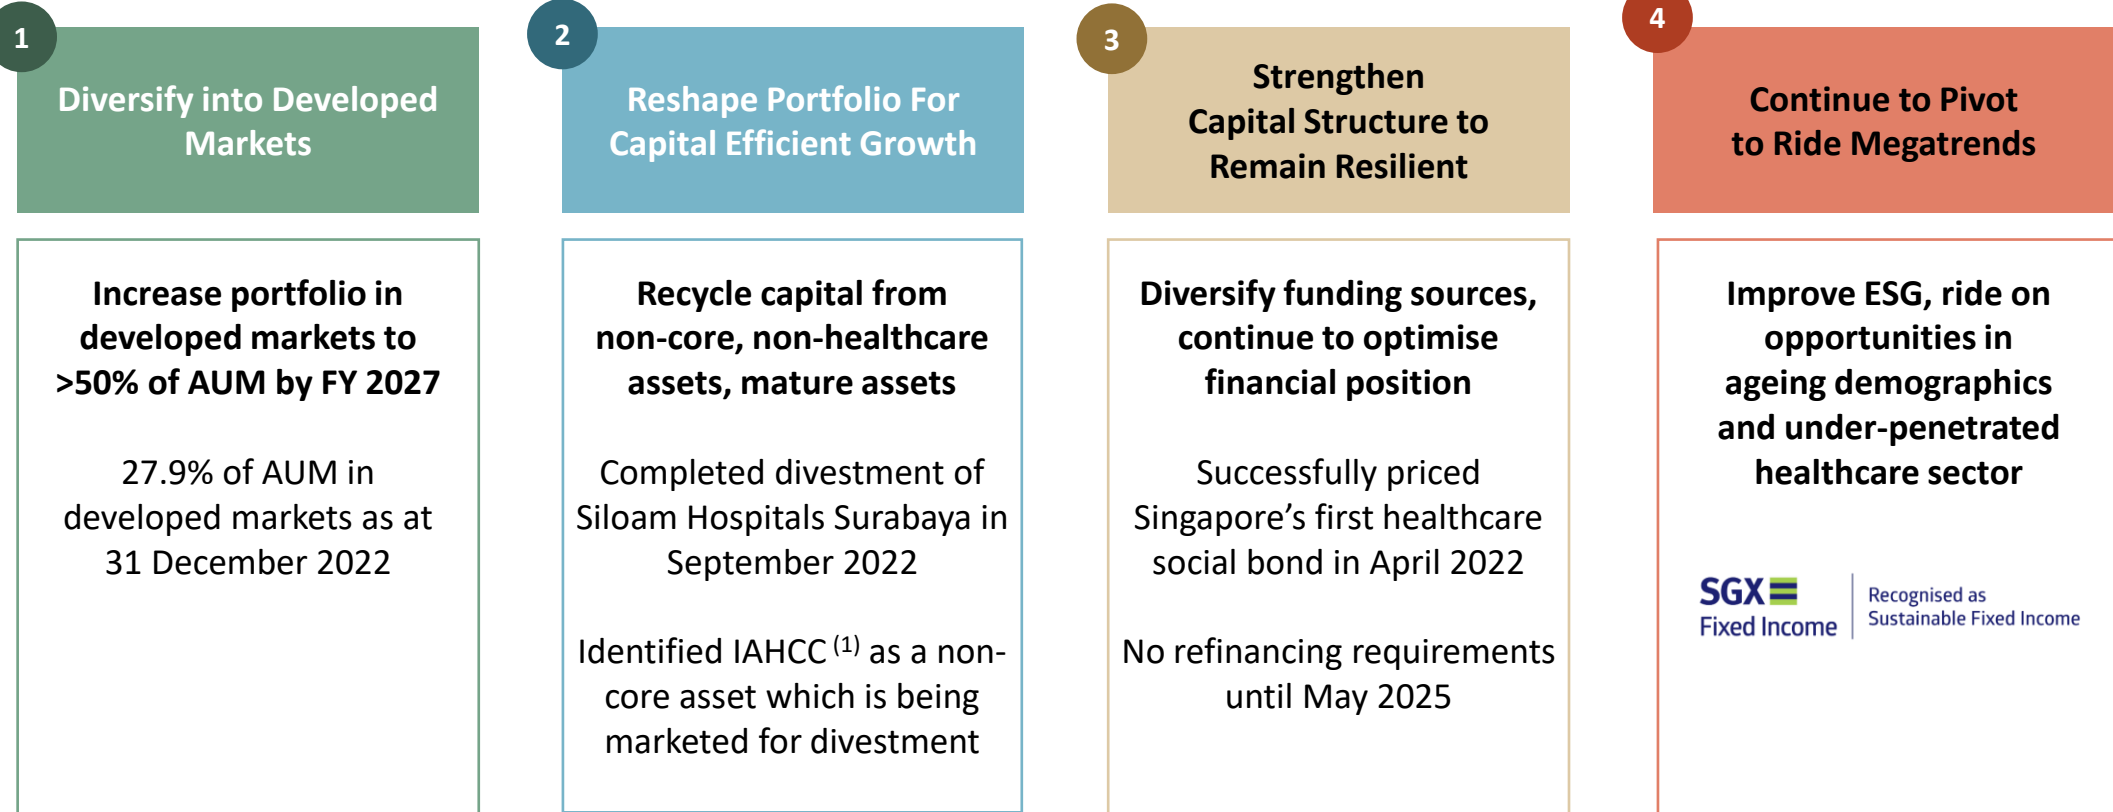 1
Diversify into Developed
Markets
Increase portfolio in
developed markets to
>50% of AUM by FY 2027
27.9% of AUM in
developed markets as at
31 December 2022
2
Reshape Portfolio For
Capital Efficient Growth
Recycle capital from
non-core, non-healthcare
assets, mature assets
Completed divestment of
Siloam Hospitals Surabaya in
September 2022
Identified IAHCC (1) as a non-
core asset which is being
marketed for divestment
3
Strengthen
Capital Structure to
Remain Resilient
Diversify funding sources,
continue to optimise
financial position
Successfully priced
Singapore's first healthcare
social bond in April 2022
No refinancing requirements
until May 2025
4
Continue to Pivot
to Ride Megatrends
Improve ESG, ride on
opportunities in
ageing demographics
and under-penetrated
healthcare sector
SGX
Fixed Income
Recognised as
Sustainable Fixed Income